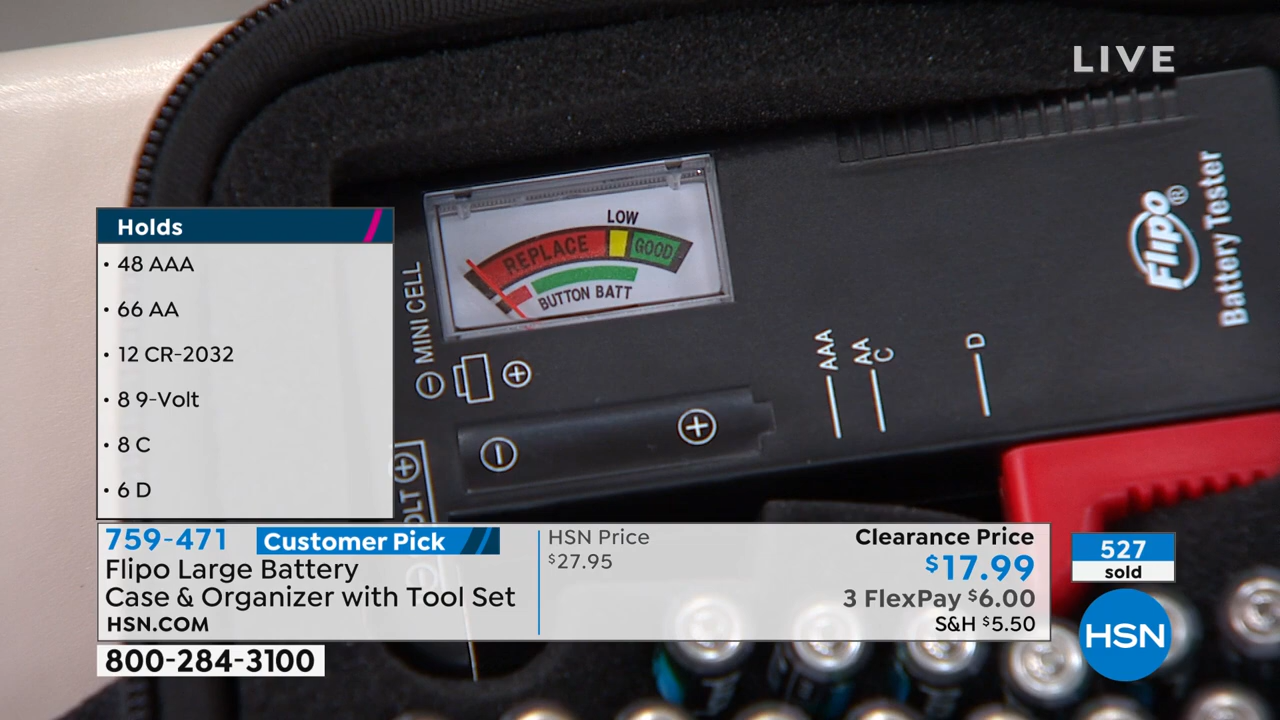 LIVE
Holds
• 48 AAA
• 66 AA
• 12 CR-2032
• 8 9-Volt
• 8 C
• 6 D
LOW
REPLACE
GOOD
BUTTON BATT
MINI CELL
AAA
AA
C
D
Flipo®
Battery Tester
759-471
Customer Pick
Flipo Large Battery
Case & Organizer with Tool Set
HSN.COM
HSN Price
$27.95
Clearance Price
$17.99
3 FlexPay $6.00
S&H $5.50
527
sold
HSN
800-284-3100